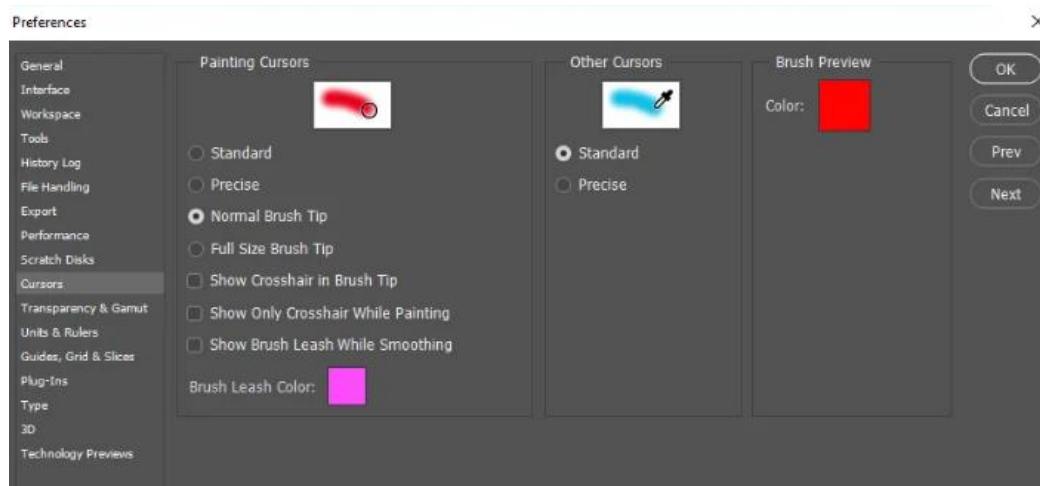 Preferences
General
Interface
Workspace
Tools
History Log
File Handling
Export
Performance
Scratch Disks
Cursors
Transparency & Gamut
Units & Rulers
Guides, Grid & Slices
Plug-Ins
Type
3D
Technology Previews
Painting Cursors
Standard
Precise
Normal Brush Tip
Full Size Brush Tip
Show Crosshair in Brush Tip
Show Only Crosshair While Painting
Show Brush Leash While Smoothing
Brush Leash Color:
Other Cursors
Standard
Precise
Brush Preview
Color:
OK
Cancel
Prev
Next